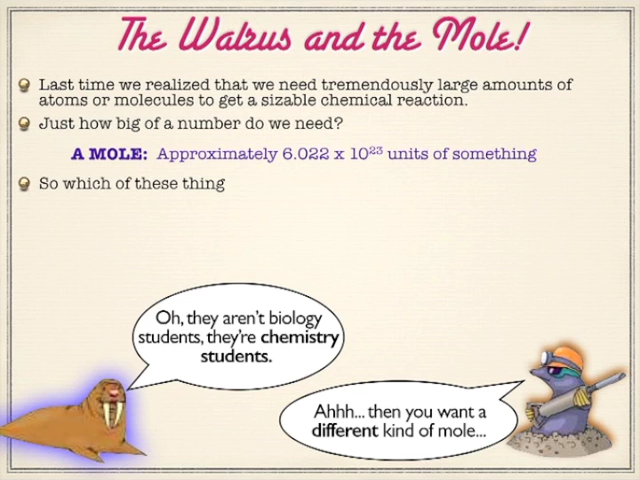 The Walrus and the Mole!
Last time we realized that we need tremendously large amounts of
atoms or molecules to get a sizable chemical reaction.
Just how big of a number do we need?
A MOLE: Approximately 6.022 x 10²³ units of something
So which of these thing
Oh, they aren't biology
students, they're chemistry
students.
Ahhh... then you want a
different kind of mole...